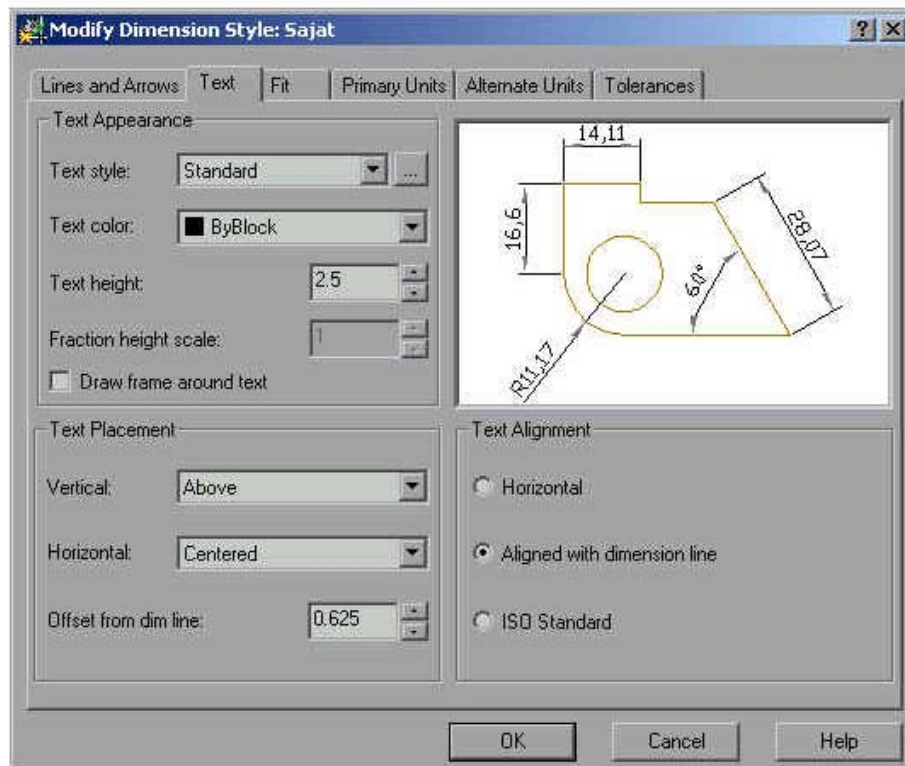 Modify Dimension Style: Sajat
Lines and Arrows Text Fit Primary Units Alternate Units Tolerances
Text Appearance
Text style: Standard ...
Text color: ByBlock
Text height: 2.5
Fraction height scale: 1
Draw frame around text
14,11
16,6
28,07
60°
R11,17
Text Placement
Vertical: Above
Horizontal: Centered
Offset from dim line: 0.625
Text Alignment
Horizontal
Aligned with dimension line
ISO Standard
OK Cancel Help